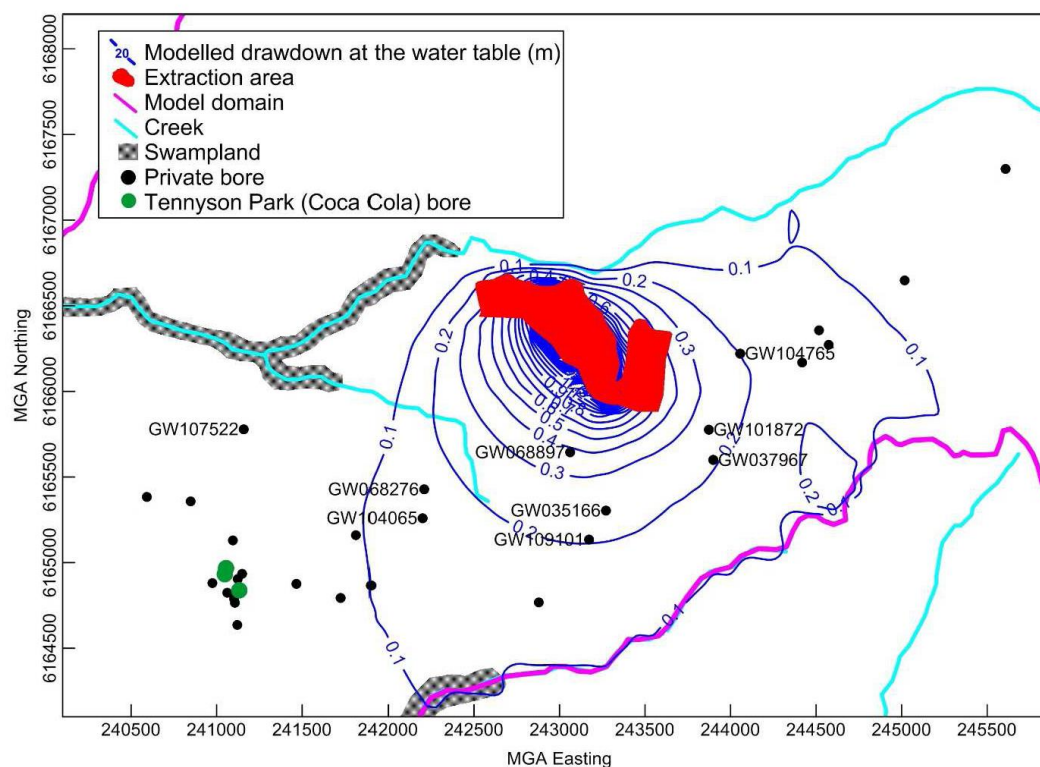 20 Modelled drawdown at the water table (m)
Extraction area
Model domain
Creek
Swampland
Private bore
Tennyson Park (Coca Cola) bore
6168000
6167500
6167000
6166500
6166000
6165500
6165000
6164500
MGA Northing
0.1
0.2
0.1
0.2
0.3
0.1
0.1
0.5
0.4
0.3
0.2
0.2
0.1
GW104765
GW107522
GW101872
GW068897
GW037967
GW068276
GW035166
GW104065
GW109101
240500 241000 241500 242000 242500 243000 243500 244000 244500 245000 245500
MGA Easting